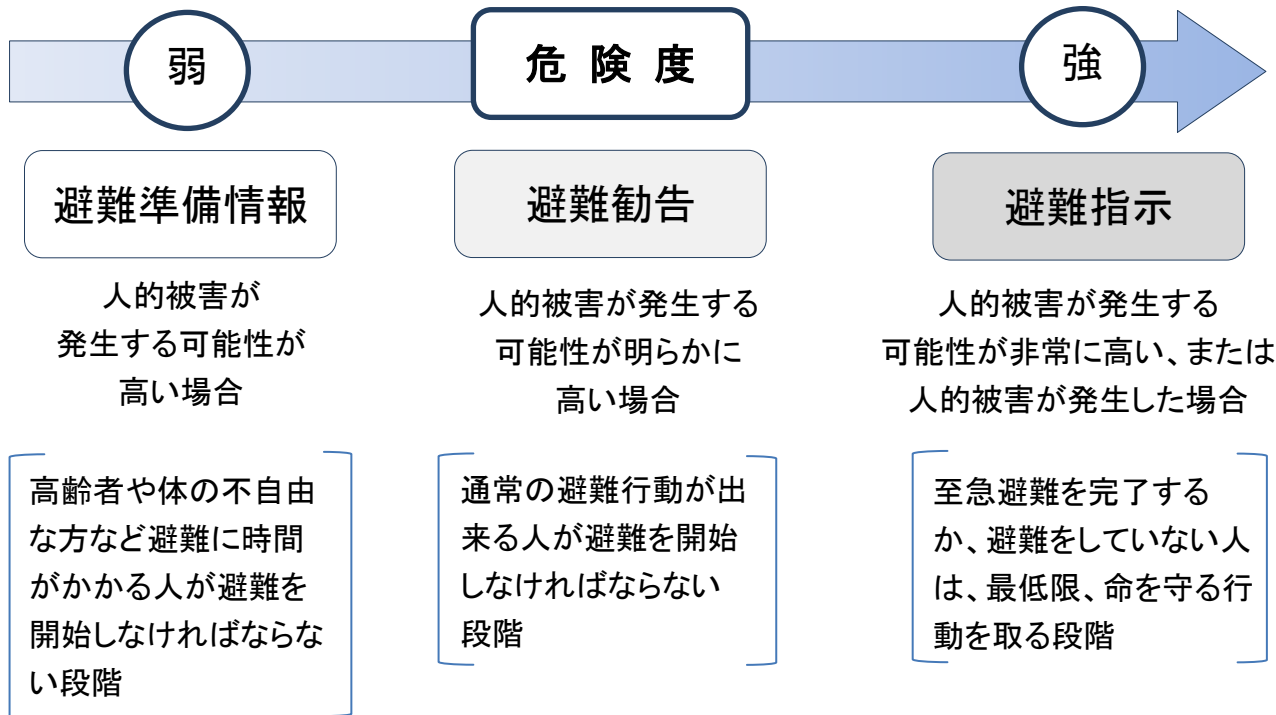 弱
危 険 度
強
避難準備情報
人的被害が
発生する可能性が
高い場合
高齢者や体の不自由
な方など避難に時間
がかかる人が避難を
開始しなければならな
い段階
避難勧告
人的被害が発生する
可能性が明らかに
高い場合
通常の避難行動が出
来る人が避難を開始
しなければならない
段階
避難指示
人的被害が発生する
可能性が非常に高い、または
人的被害が発生した場合
至急避難を完了する
か、避難をしていない人
は、最低限、命を守る行
動を取る段階